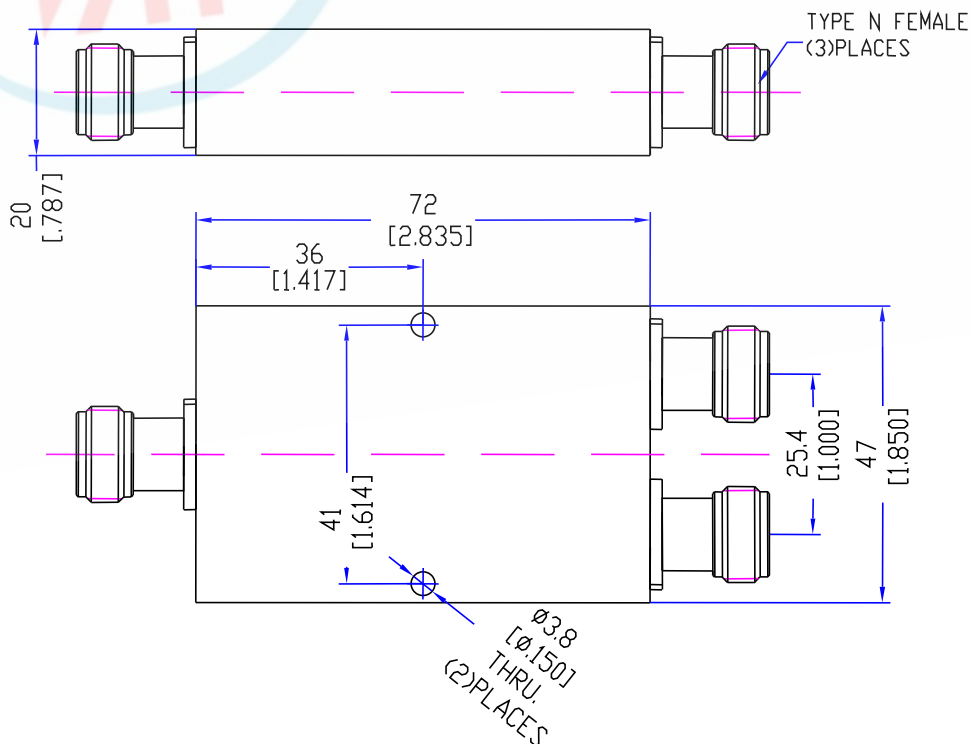 TYPE N FEMALE
(3)PLACES
20
[.787]
72
[2.835]
36
[1.417]
41
[1.614]
25.4
[1.000]
47
[1.850]
Ø3.8
[Ø.150]
THRU.
(2)PLACES